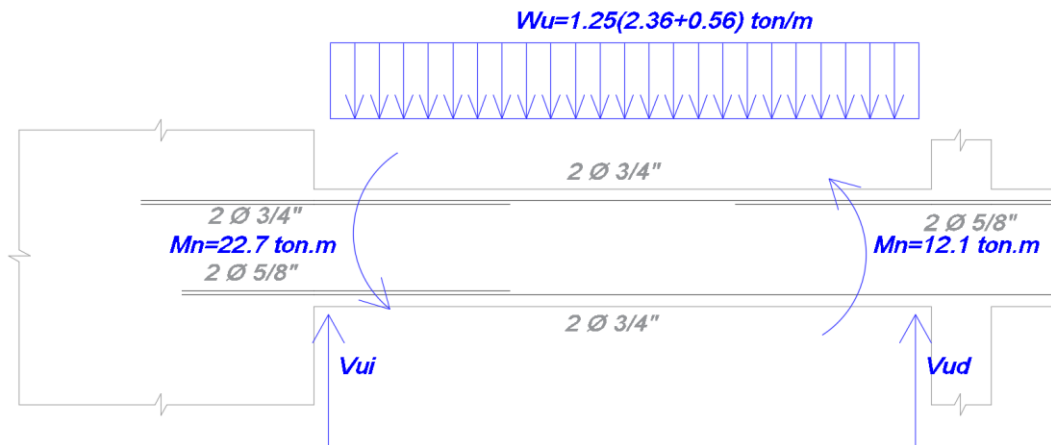 Wu=1.25(2.36+0.56) ton/m
2 Ø 3/4"
2 Ø 3/4"
2 Ø 5/8"
Mn=22.7 ton.m
Mn=12.1 ton.m
2 Ø 5/8"
2 Ø 3/4"
Vui
Vud